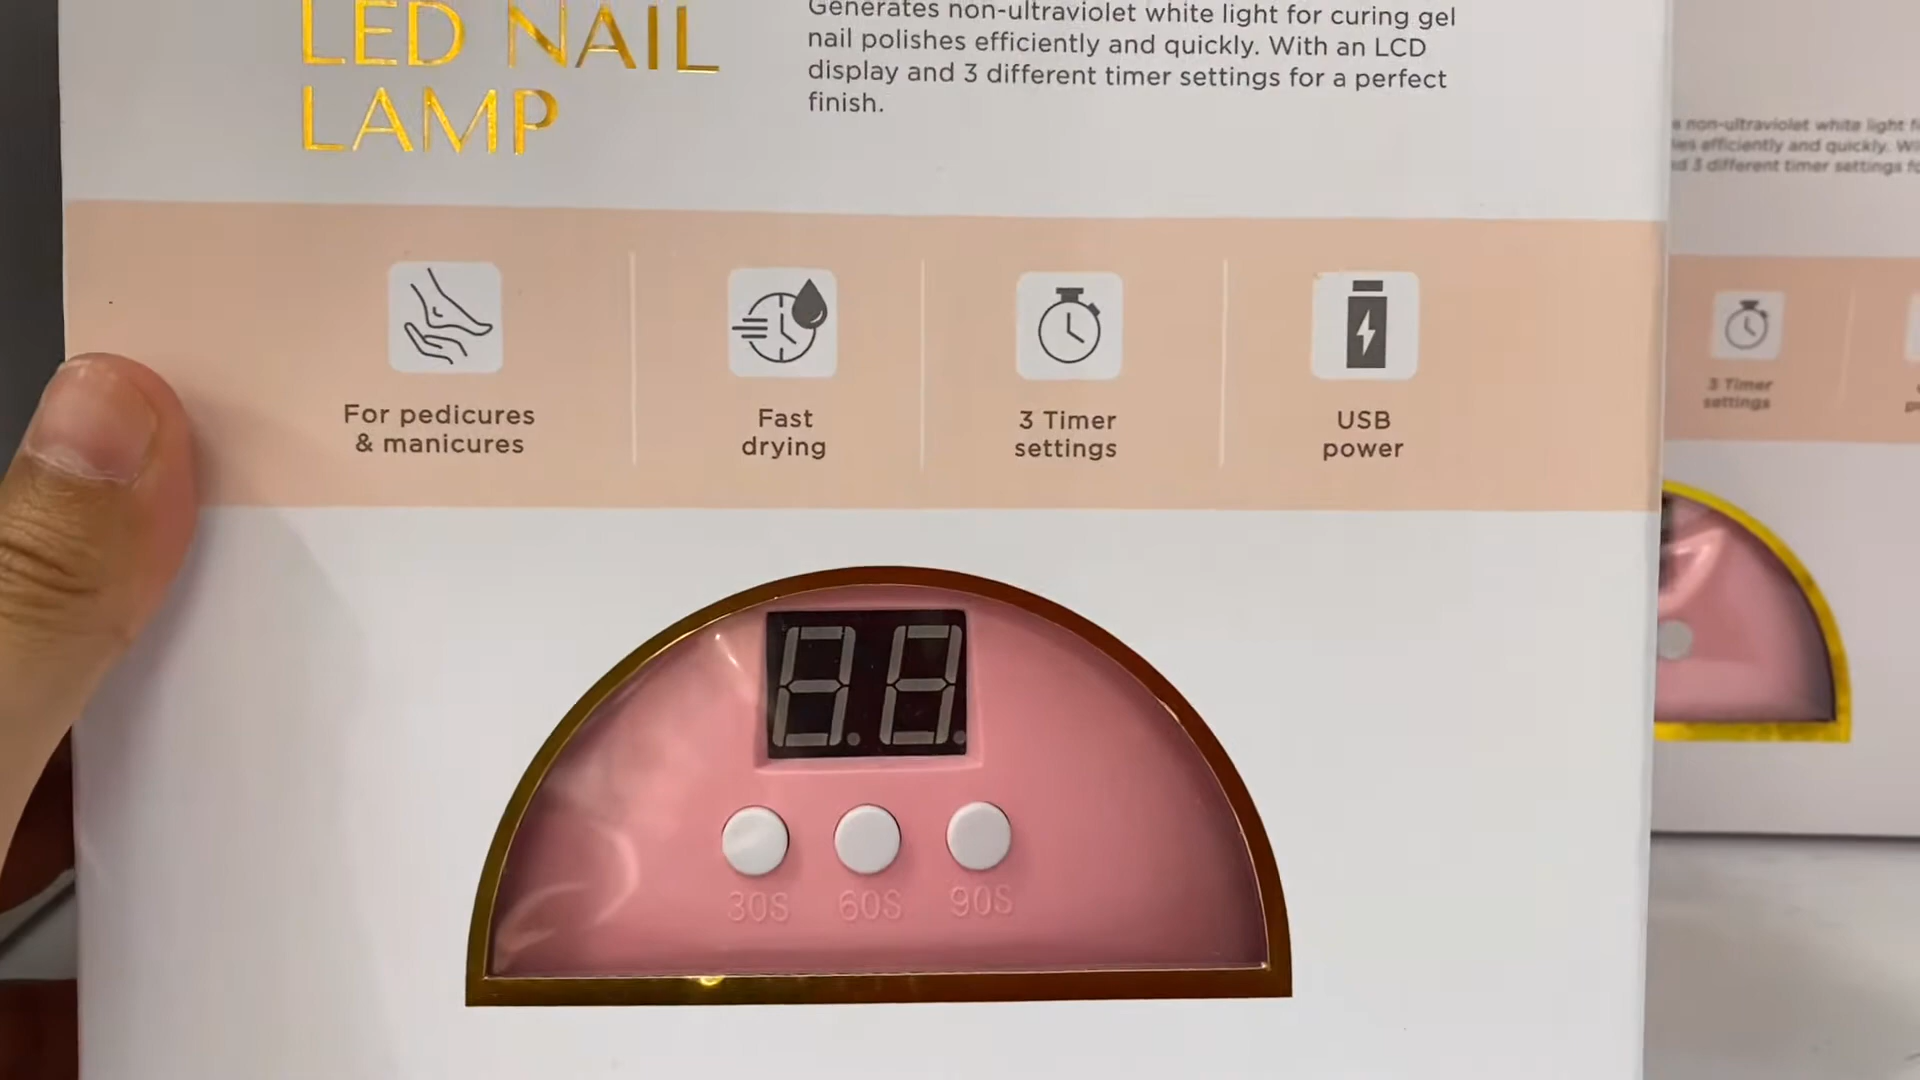 LED NAIL
LAMP
Generates non-ultraviolet white light for curing gel
nail polishes efficiently and quickly. With an LCD
display and 3 different timer settings for a perfect
finish.
For pedicures
& manicures
Fast
drying
3 Timer
settings
USB
power
30S 60S 90S
non-ultraviolet white light
efficiently and quickly.
3 different timer settings
3 Timer
settings